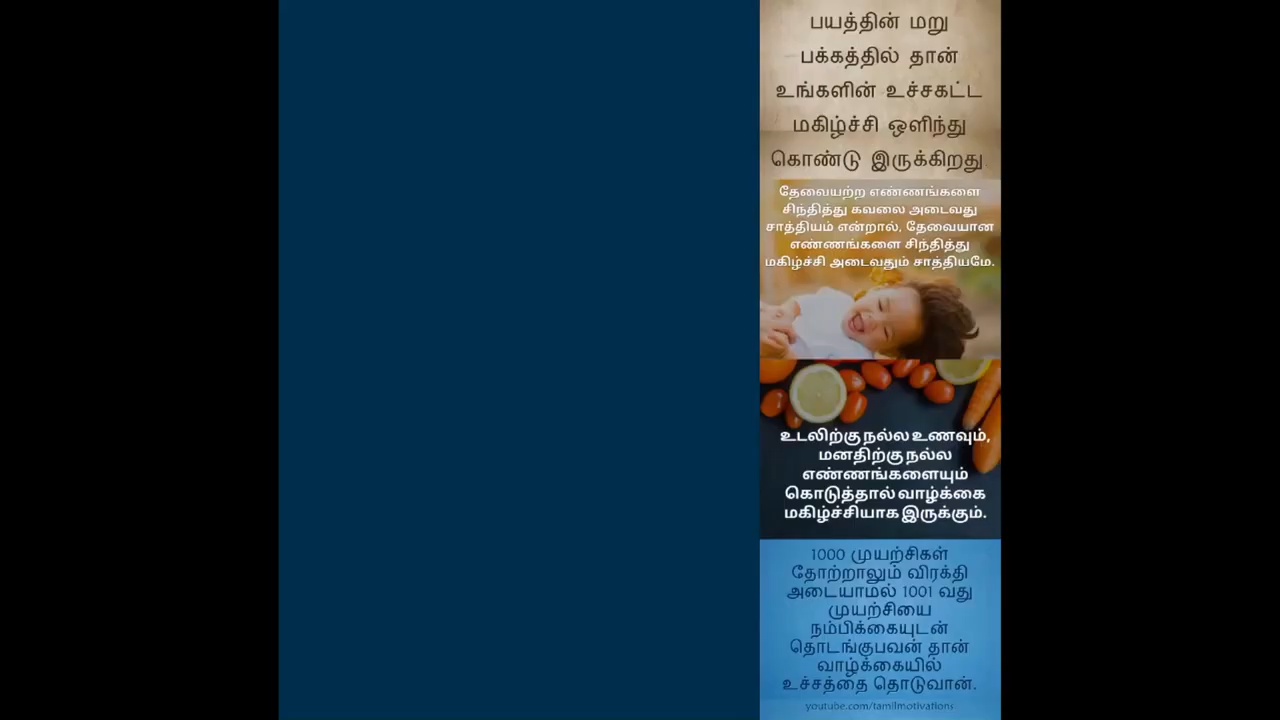 பயத்தின் மறு
பக்கத்தில் தான்
உங்களின் உச்சகட்ட
மகிழ்ச்சி ஒளிந்து
கொண்டு இருக்கிறது.
தேவையற்ற எண்ணங்களை
சிந்தித்து கவலை அடைவது
சாத்தியம் என்றால், தேவையான
எண்ணங்களை சிந்தித்து
மகிழ்ச்சி அடைவதும் சாத்தியமே.
உடலிற்கு நல்ல உணவும்,
மனதிற்கு நல்ல
எண்ணங்களையும்
கொடுத்தால் வாழ்க்கை
மகிழ்ச்சியாக இருக்கும்.
1000 முயற்சிகள்
தோற்றாலும் விரக்தி
அடையாமல் 1001 வது
முயற்சியை
நம்பிக்கையுடன்
தொடங்குபவன் தான்
வாழ்க்கையில்
உச்சத்தை தொடுவான்.
youtube.com/tamilmotivations